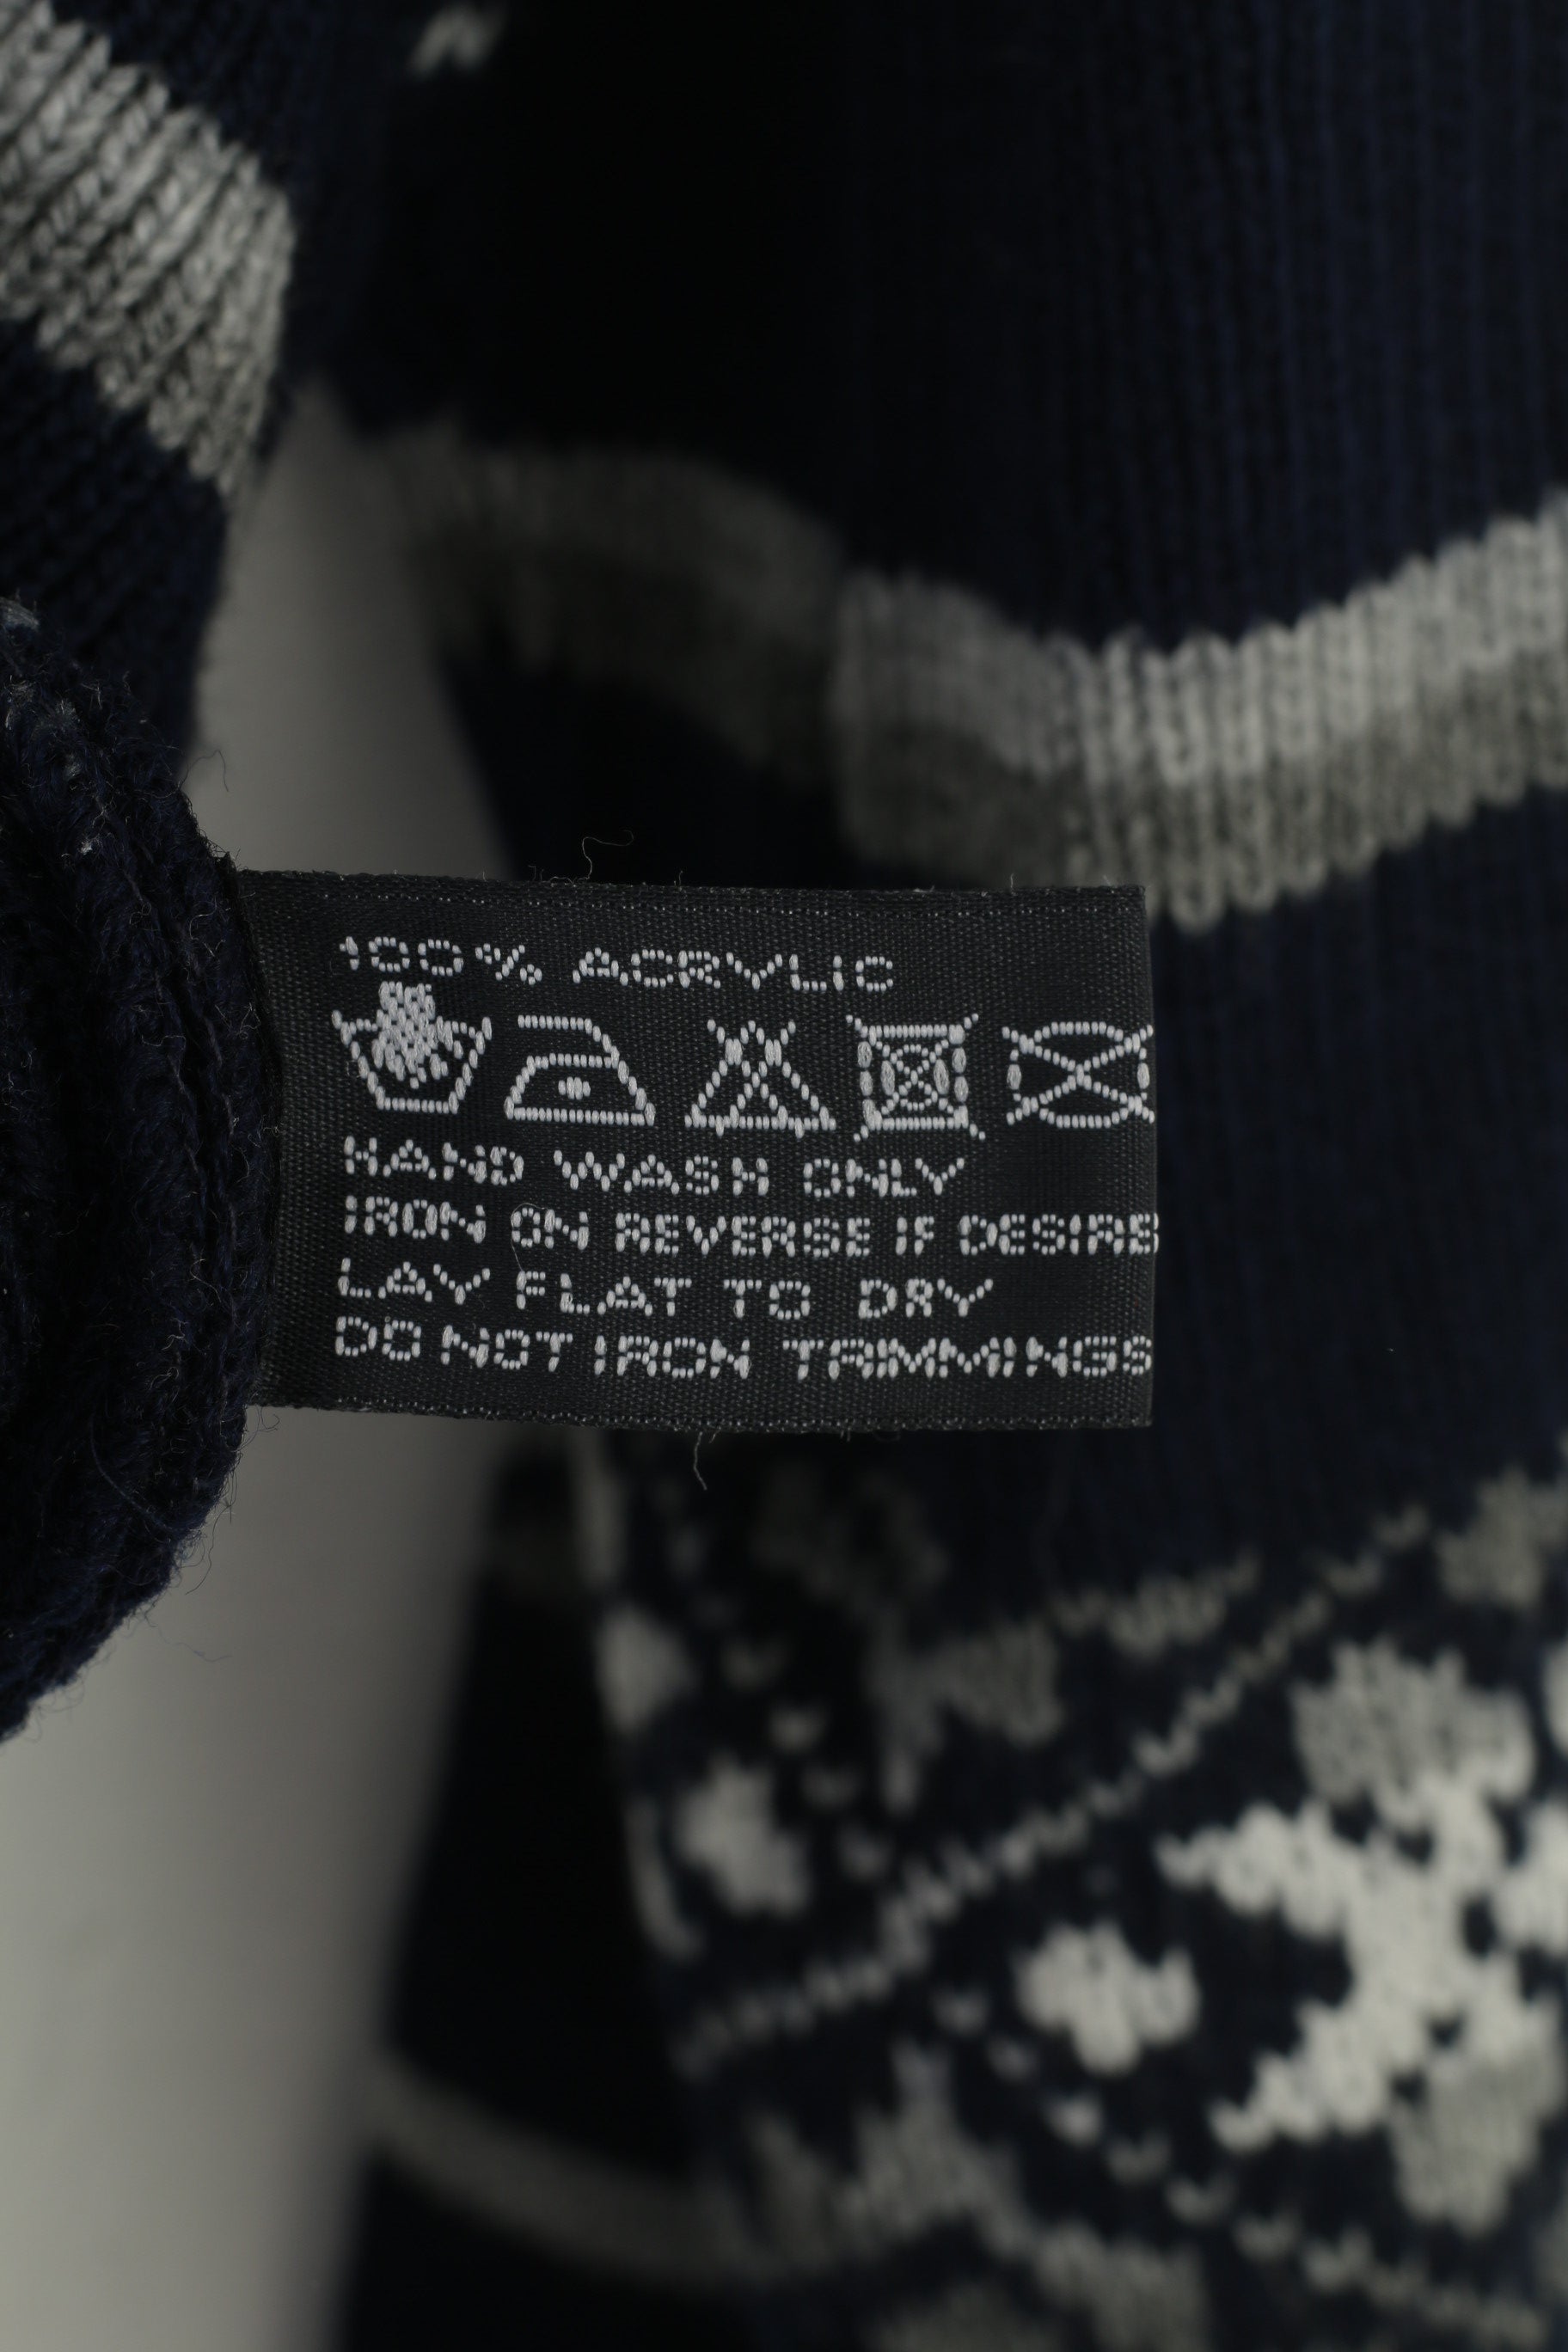 100% ACRYLIC
HAND WASH ONLY
IRON ON REVERSE IF DESIRE
LAY FLAT TO DRY
DO NOT IRON TRIMMINGS